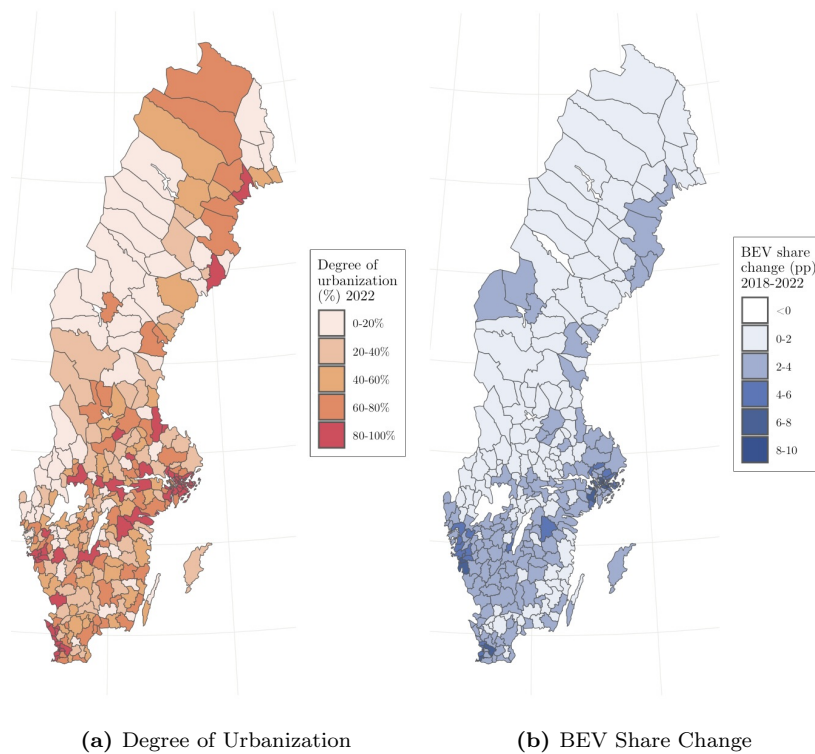 Degree of
urbanization
(%) 2022
0-20%
20-40%
40-60%
60-80%
80-100%
BEV share
change (pp)
2018-2022
<0
0-2
2-4
4-6
6-8
8-10
(a) Degree of Urbanization
(b) BEV Share Change